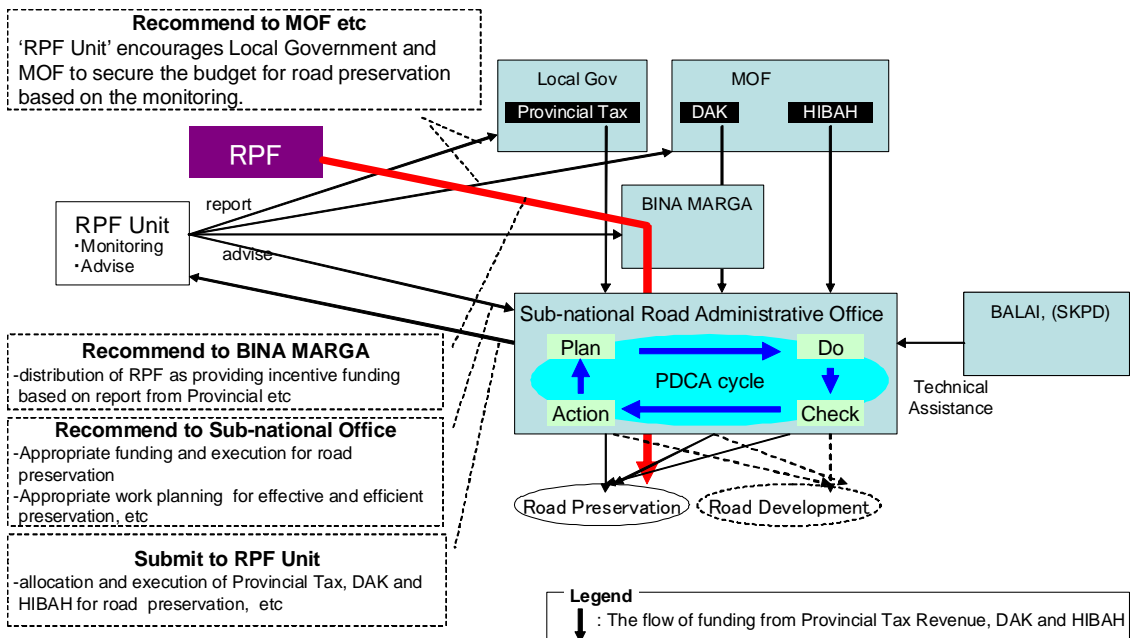 Recommend to MOF etc
‘RPF Unit’ encourages Local Government and
MOF to secure the budget for road preservation
based on the monitoring.
Local Gov
Provincial Tax
MOF
DAK
HIBAH
RPF
report
BINA MARGA
RPF Unit
・Monitoring
・Advise
advise
Sub-national Road Administrative Office
Plan
Do
PDCA cycle
Action
Check
BALAI, (SKPD)
Technical
Assistance
Recommend to BINA MARGA
-distribution of RPF as providing incentive funding
based on report from Provincial etc
Recommend to Sub-national Office
-Appropriate funding and execution for road
preservation
-Appropriate work planning for effective and efficient
preservation, etc
Road Preservation
Road Development
Submit to RPF Unit
-allocation and execution of Provincial Tax, DAK and
HIBAH for road preservation, etc
Legend
: The flow of funding from Provincial Tax Revenue, DAK and HIBAH